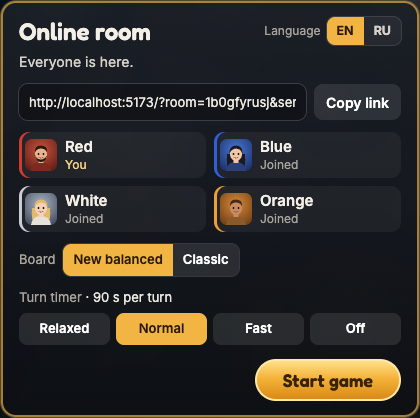 Online room
Language EN RU
Everyone is here.
http://localhost:5173/?room=1b0gfyrusj&ser
Copy link
Red
You
Blue
Joined
White
Joined
Orange
Joined
Board New balanced Classic
Turn timer · 90 s per turn
Relaxed Normal Fast Off
Start game